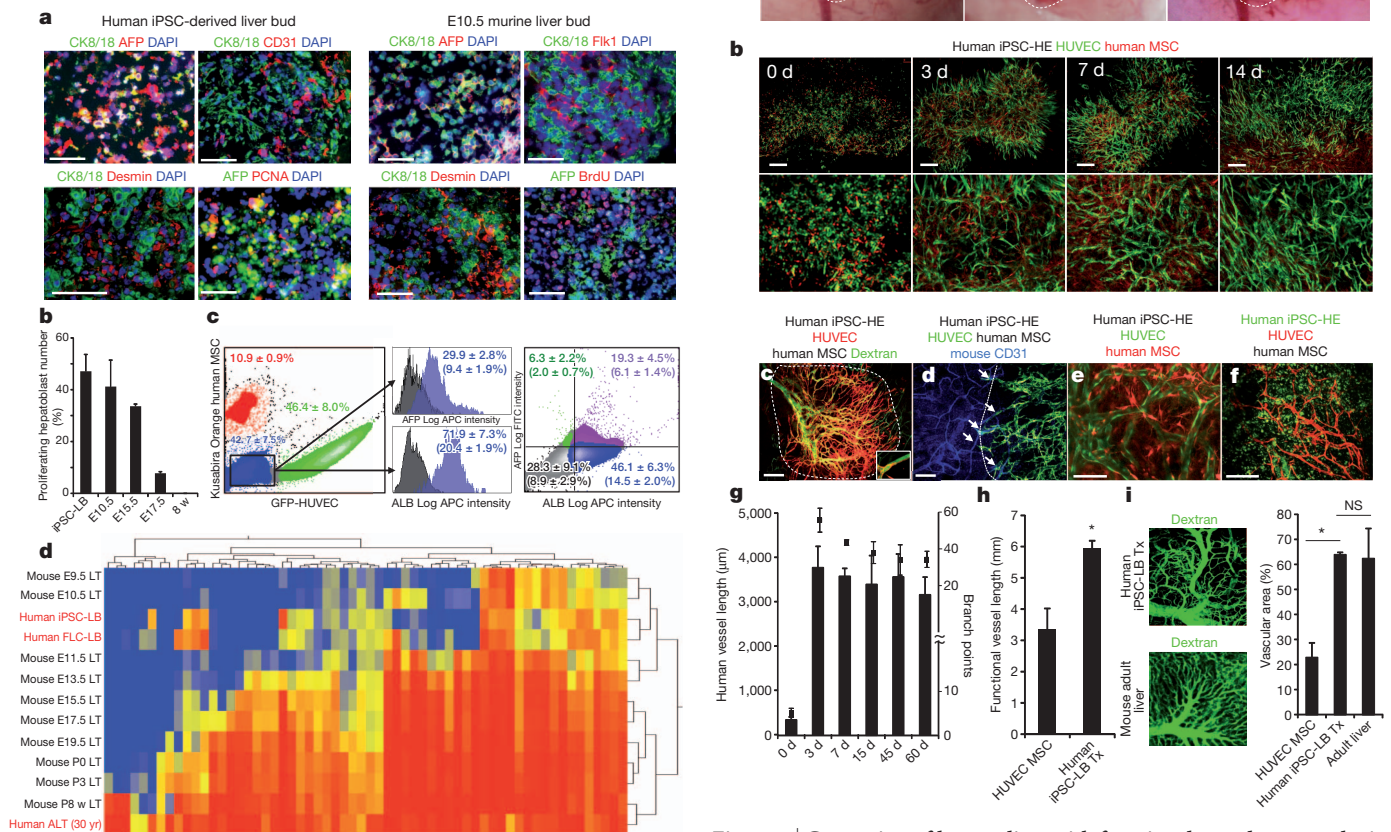 a
Human iPSC-derived liver bud
E10.5 murine liver bud
CK8/18 AFP DAPI
CK8/18 CD31 DAPI
CK8/18 AFP DAPI
CK8/18 Flk1 DAPI
CK8/18 Desmin DAPI
AFP PCNA DAPI
CK8/18 Desmin DAPI
AFP BrdU DAPI
b
Proliferating hepatoblast number
(%)
60
40
20
0
iPSC-LB
E10.5
E15.5
E17.5
8 w
c
Kusabira Orange human MSC
10.9 ± 0.9%
46.4 ± 8.0%
42.7 ± 7.5%
GFP-HUVEC
29.9 ± 2.8%
(9.4 ± 1.9%)
AFP Log APC intensity
71.9 ± 7.3%
(20.4 ± 1.9%)
ALB Log APC intensity
AFP Log FITC intensity
6.3 ± 2.2%
(2.0 ± 0.7%)
19.3 ± 4.5%
(6.1 ± 1.4%)
28.3 ± 9.1%
(8.9 ± 2.9%)
46.1 ± 6.3%
(14.5 ± 2.0%)
ALB Log APC intensity
d
Mouse E9.5 LT
Mouse E10.5 LT
Human iPSC-LB
Human FLC-LB
Mouse E11.5 LT
Mouse E13.5 LT
Mouse E15.5 LT
Mouse E17.5 LT
Mouse E19.5 LT
Mouse P0 LT
Mouse P3 LT
Mouse P8 w LT
Human ALT (30 yr)
b
Human iPSC-HE HUVEC human MSC
0 d
3 d
7 d
14 d
Human iPSC-HE
HUVEC
human MSC Dextran
c
Human iPSC-HE
HUVEC human MSC
mouse CD31
d
Human iPSC-HE
HUVEC
human MSC
e
Human iPSC-HE
HUVEC
human MSC
f
g
Human vessel length (μm)
5,000
4,000
3,000
2,000
1,000
0
0 d
3 d
7 d
15 d
45 d
60 d
60
40
20
10
0
Branch points
h
Functional vessel length (mm)
7
6
5
4
3
2
1
0
*
HUVEC MSC
Human
iPSC-LB Tx
i
Dextran
Human
iPSC-LB Tx
Dextran
Mouse adult
liver
Vascular area (%)
80
70
60
50
40
30
20
10
0
*
NS
HUVEC MSC
Human iPSC-LB Tx
Adult liver